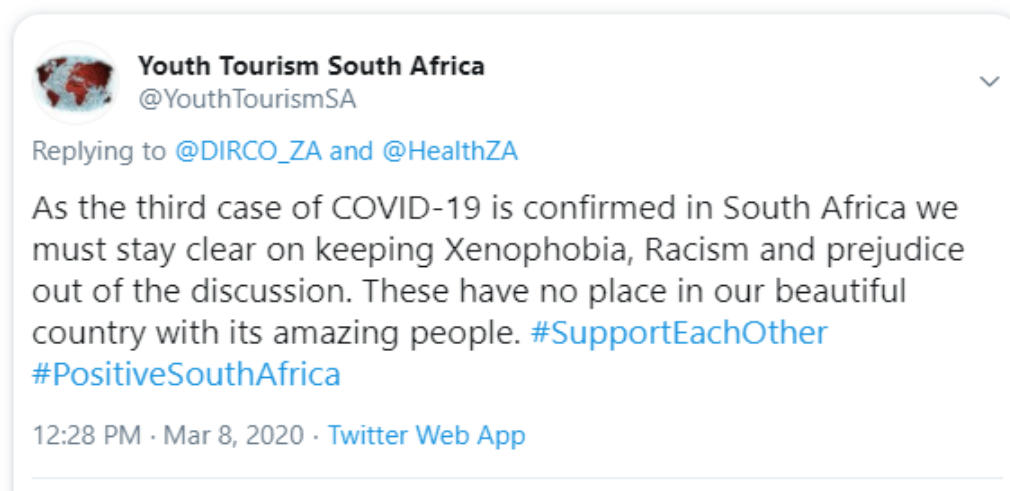 Youth Tourism South Africa
@YouthTourismSA
Replying to @DIRCO_ZA and @HealthZA
As the third case of COVID-19 is confirmed in South Africa we
must stay clear on keeping Xenophobia, Racism and prejudice
out of the discussion. These have no place in our beautiful
country with its amazing people. #SupportEachOther
#PositiveSouthAfrica
12:28 PM · Mar 8, 2020 · Twitter Web App